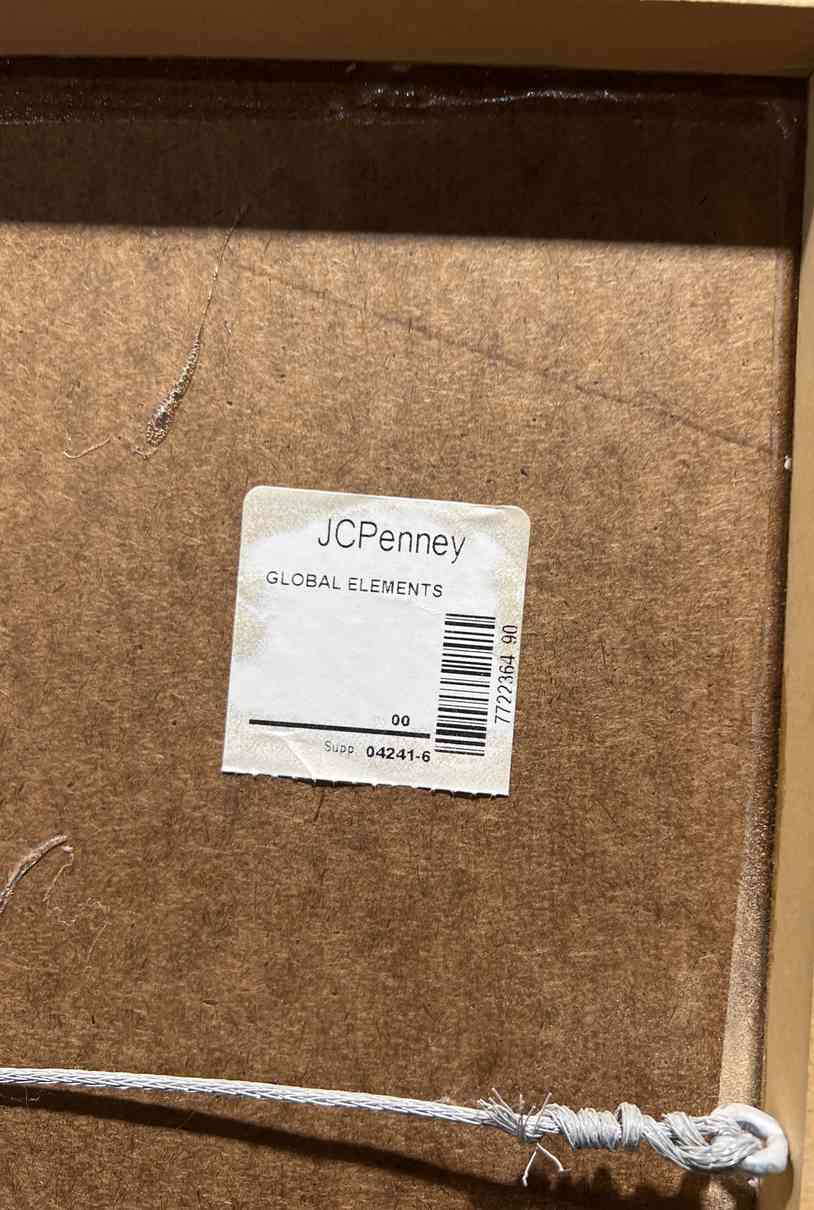 JCPenney
GLOBAL ELEMENTS
7722364 90
00
Supp 04241-6